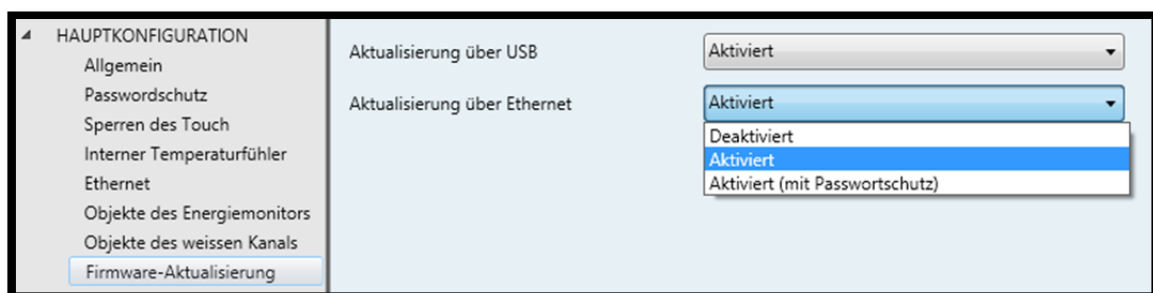 HAUPTKONFIGURATION
Allgemein
Passwordschutz
Sperren des Touch
Interner Temperaturfühler
Ethernet
Objekte des Energiemonitors
Objekte des weissen Kanals
Firmware-Aktualisierung
Aktualisierung über USB
Aktiviert
Aktualisierung über Ethernet
Aktiviert
Deaktiviert
Aktiviert
Aktiviert (mit Passwortschutz)